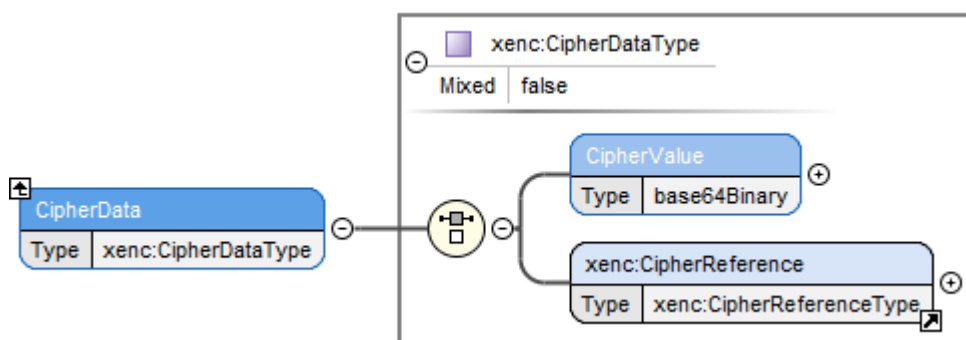 xenc:CipherDataType
Mixed false
CipherValue
Type base64Binary
CipherData
Type xenc:CipherDataType
xenc:CipherReference
Type xenc:CipherReferenceType